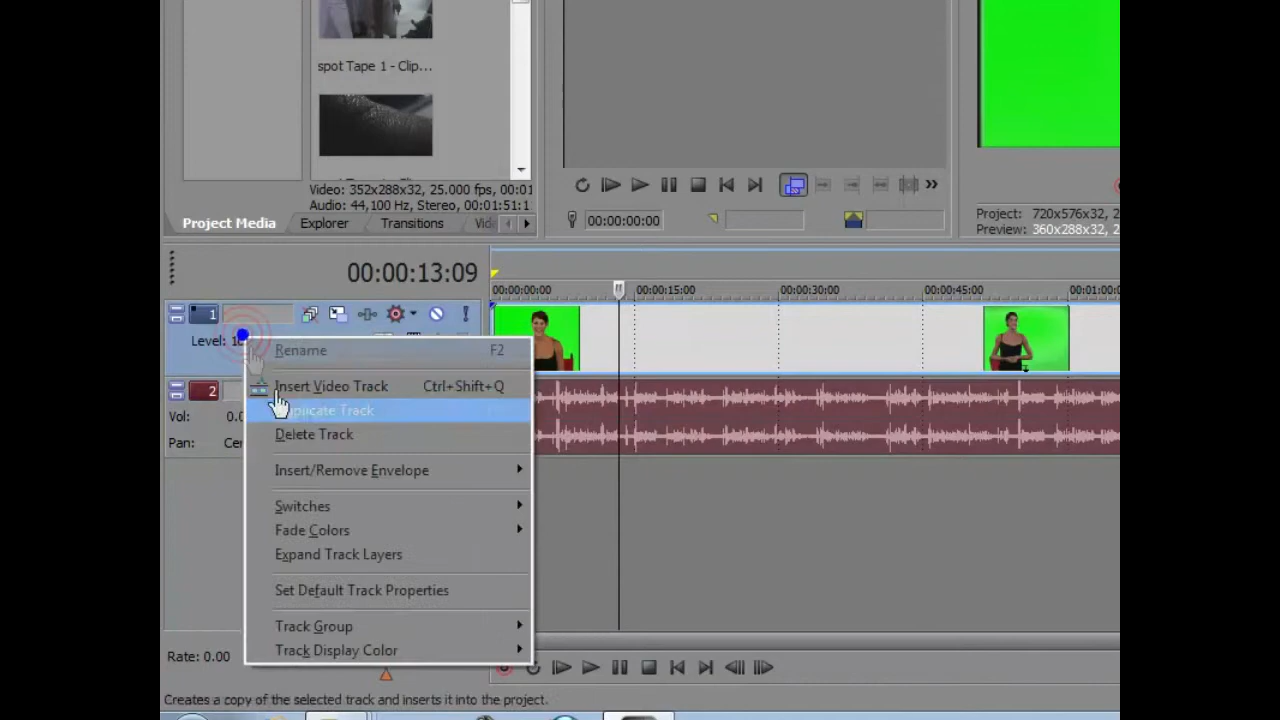 spot Tape 1 - Clip...
Video: 352x288x32, 25.000 fps, 00:01
Audio: 44,100 Hz, Stereo, 00:01:51:1
Project Media
Explorer
Transitions
00:00:00:00
Project: 720x576x32, 2
Preview: 360x288x32, 2
00:00:13:09
00:00:00:00
00:00:15:00
00:00:30:00
00:00:45:00
00:01:00
1
Level:
Rename F2
Insert Video Track Ctrl+Shift+Q
2
Duplicate Track
Vol: 0.0
Delete Track
Pan: Ce
Insert/Remove Envelope
Switches
Fade Colors
Expand Track Layers
Set Default Track Properties
Track Group
Track Display Color
Rate: 0.00
Creates a copy of the selected track and inserts it into the project.